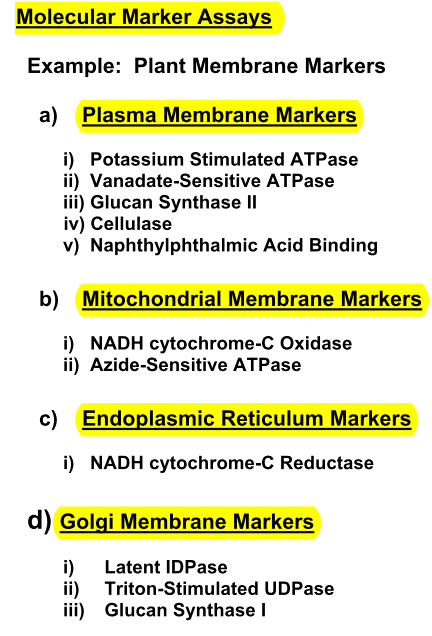 Molecular Marker Assays
Example: Plant Membrane Markers
a) Plasma Membrane Markers
i) Potassium Stimulated ATPase
ii) Vanadate-Sensitive ATPase
iii) Glucan Synthase II
iv) Cellulase
v) Naphthylphthalmic Acid Binding
b) Mitochondrial Membrane Markers
i) NADH cytochrome-C Oxidase
ii) Azide-Sensitive ATPase
c) Endoplasmic Reticulum Markers
i) NADH cytochrome-C Reductase
d) Golgi Membrane Markers
i) Latent IDPase
ii) Triton-Stimulated UDPase
iii) Glucan Synthase I